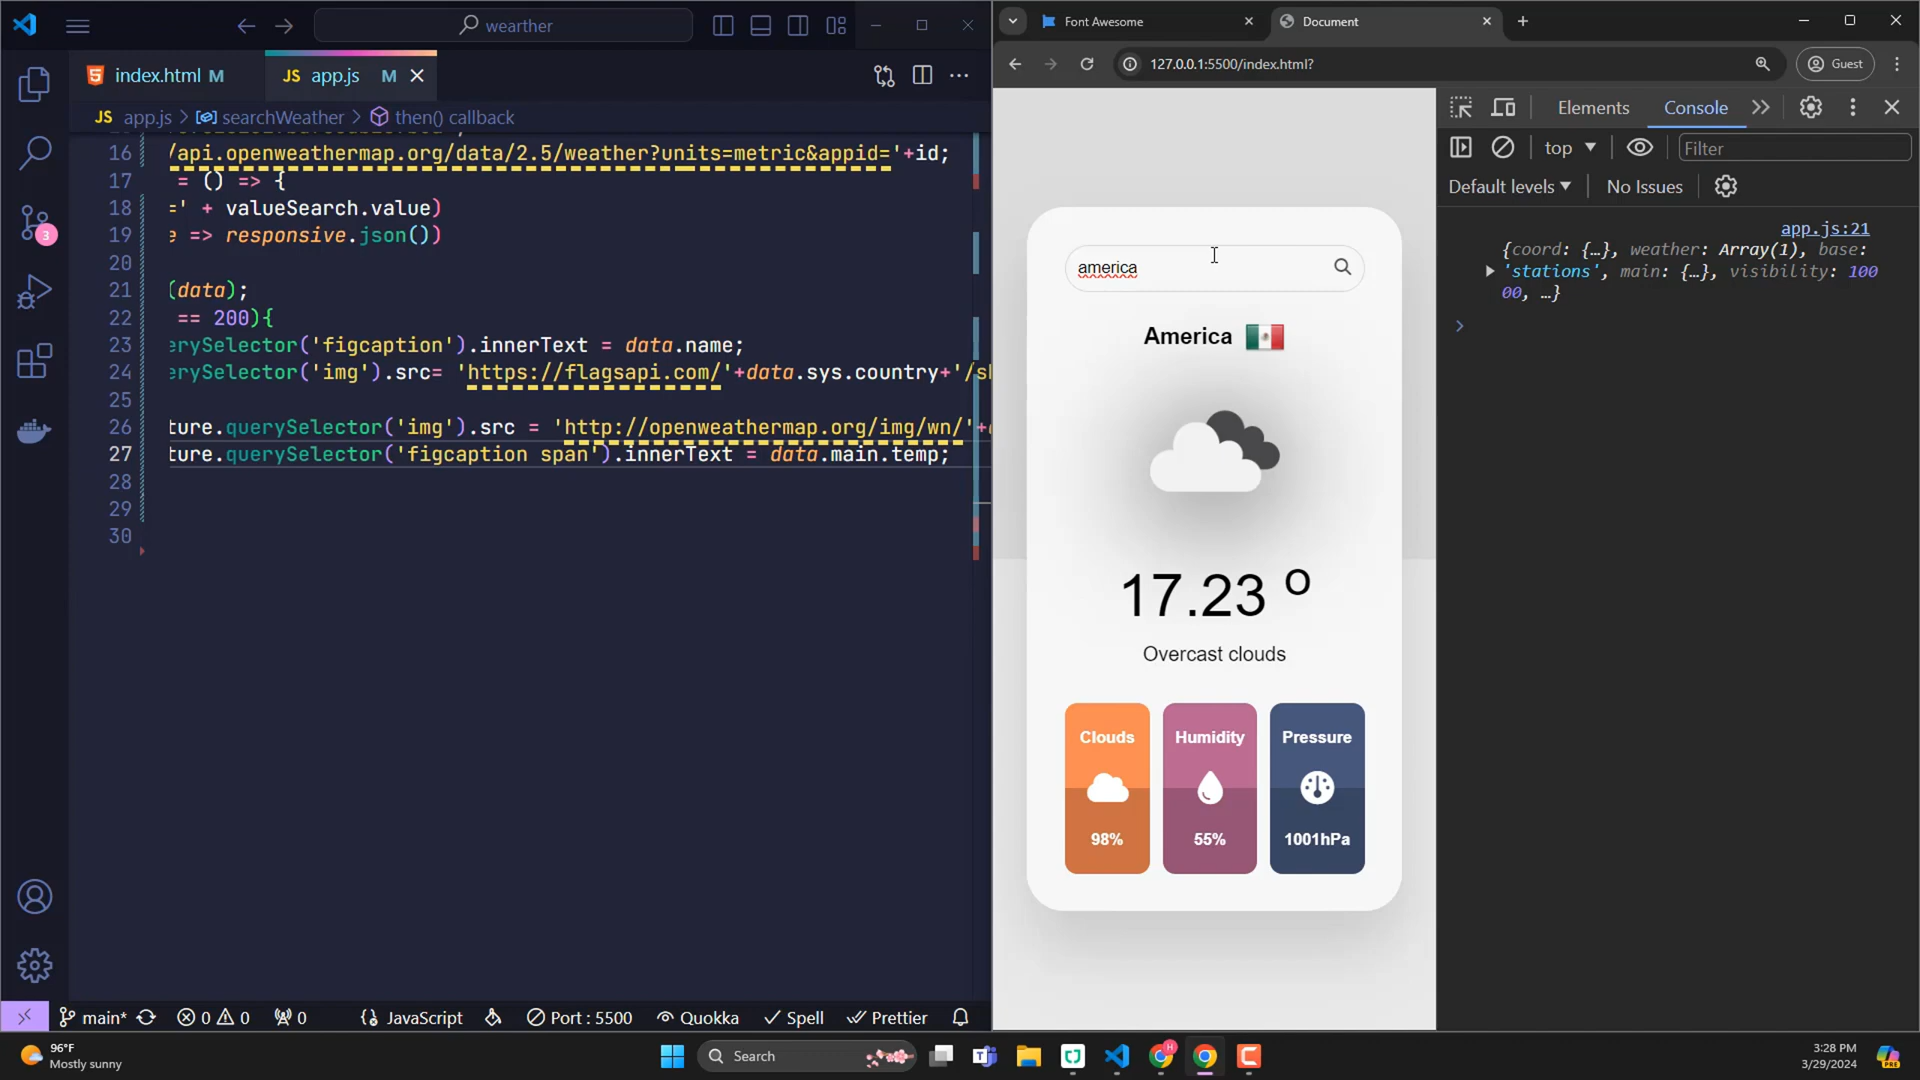 wearther
index.html M
JS app.js M
JS app.js > searchWeather > then() callback
16 /api.openweathermap.org/data/2.5/weather?units=metric&appid='+id;
17 = () => {
18 =' + valueSearch.value)
19 e => responsive.json())
20
21 (data);
22 == 200){
23 erySelector('figcaption').innerText = data.name;
24 erySelector('img').src= 'https://flagsapi.com/'+data.sys.country+'/s
25
26 ture.querySelector('img').src = 'http://openweathermap.org/img/wn/'+
27 ture.querySelector('figcaption span').innerText = data.main.temp;
28
29
30
3
main* 0 0 0 JavaScript Port : 5500 Quokka Spell Prettier
Font Awesome
Document
127.0.0.1:5500/index.html?
Guest
america
America
17.23 º
Overcast clouds
Clouds
98%
Humidity
55%
Pressure
1001hPa
Elements Console
top Filter
Default levels No Issues
app.js:21
{coord: {…}, weather: Array(1), base:
'stations', main: {…}, visibility: 100
00, …}
96°F
Mostly sunny
Search
H
3:28 PM
3/29/2024
PRE